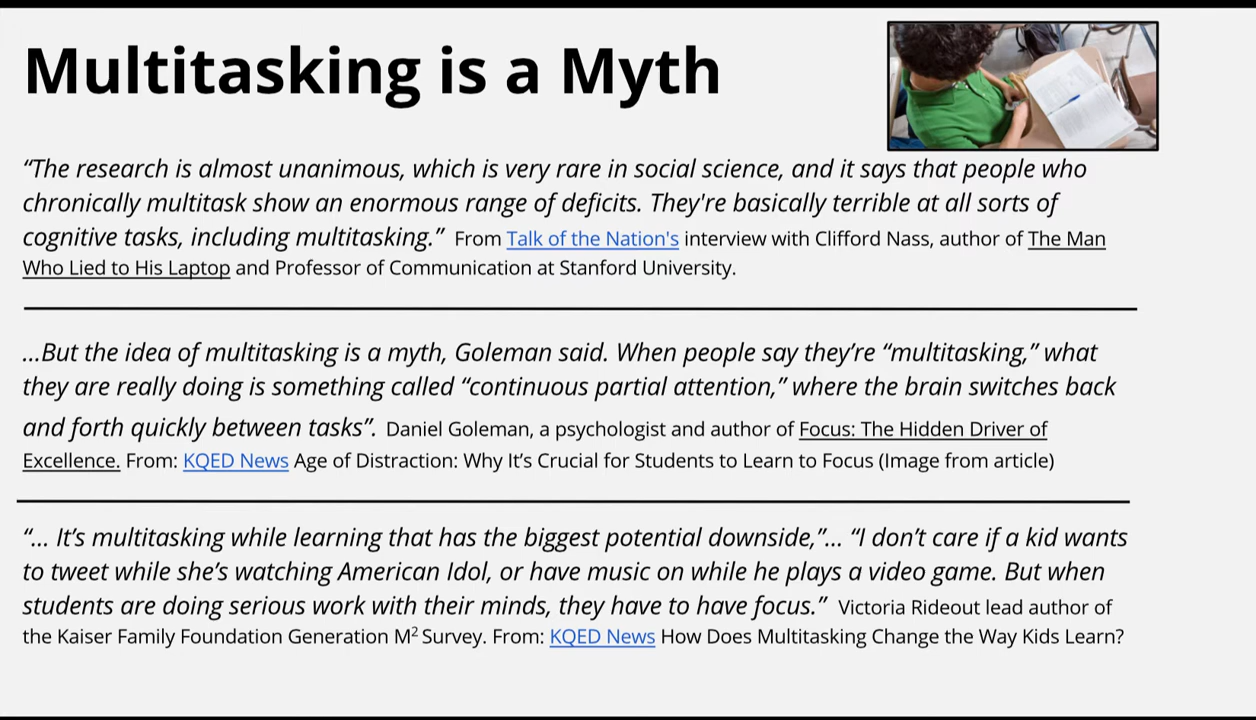 Multitasking is a Myth
“The research is almost unanimous, which is very rare in social science, and it says that people who
chronically multitask show an enormous range of deficits. They're basically terrible at all sorts of
cognitive tasks, including multitasking.” From Talk of the Nation's interview with Clifford Nass, author of The Man
Who Lied to His Laptop and Professor of Communication at Stanford University.
...But the idea of multitasking is a myth, Goleman said. When people say they’re “multitasking,” what
they are really doing is something called “continuous partial attention,” where the brain switches back
and forth quickly between tasks”. Daniel Goleman, a psychologist and author of Focus: The Hidden Driver of
Excellence. From: KQED News Age of Distraction: Why It’s Crucial for Students to Learn to Focus (Image from article)
“... It’s multitasking while learning that has the biggest potential downside,”... “I don’t care if a kid wants
to tweet while she’s watching American Idol, or have music on while he plays a video game. But when
students are doing serious work with their minds, they have to have focus.” Victoria Rideout lead author of
the Kaiser Family Foundation Generation M² Survey. From: KQED News How Does Multitasking Change the Way Kids Learn?